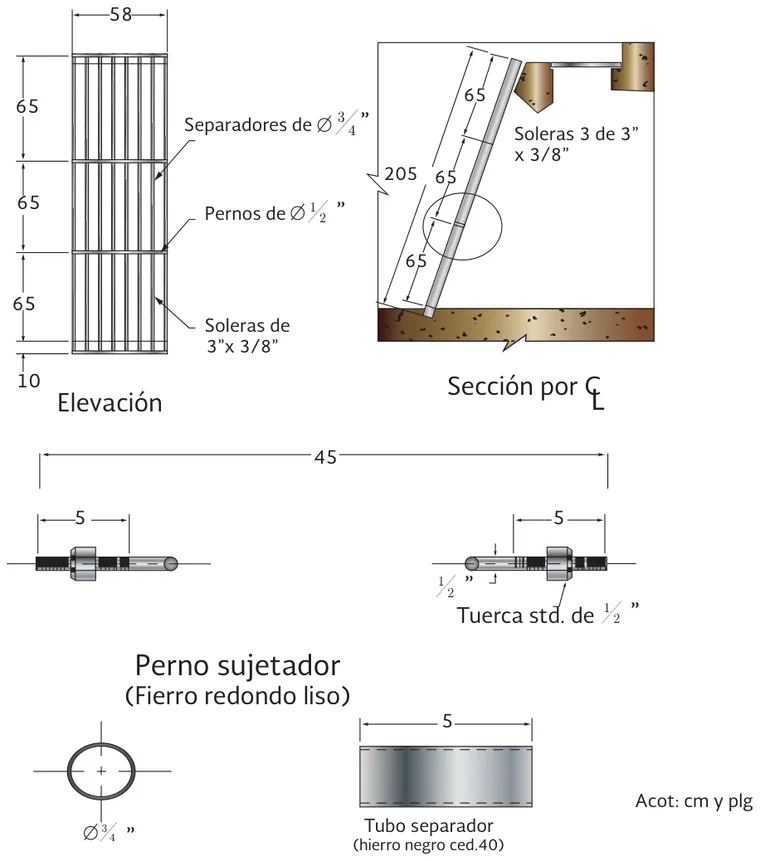 58
65
65
65
10
Separadores de ∅ 3/4 ”
Pernos de ∅ 1/2 ”
Soleras de
3”x 3/8”
Elevación
205
65
65
65
Soleras 3 de 3”
x 3/8”
Sección por CL
45
5
5
1/2 ”
Tuerca std. de 1/2 ”
Perno sujetador
(Fierro redondo liso)
∅ 3/4 ”
5
Tubo separador
(hierro negro ced.40)
Acot: cm y plg